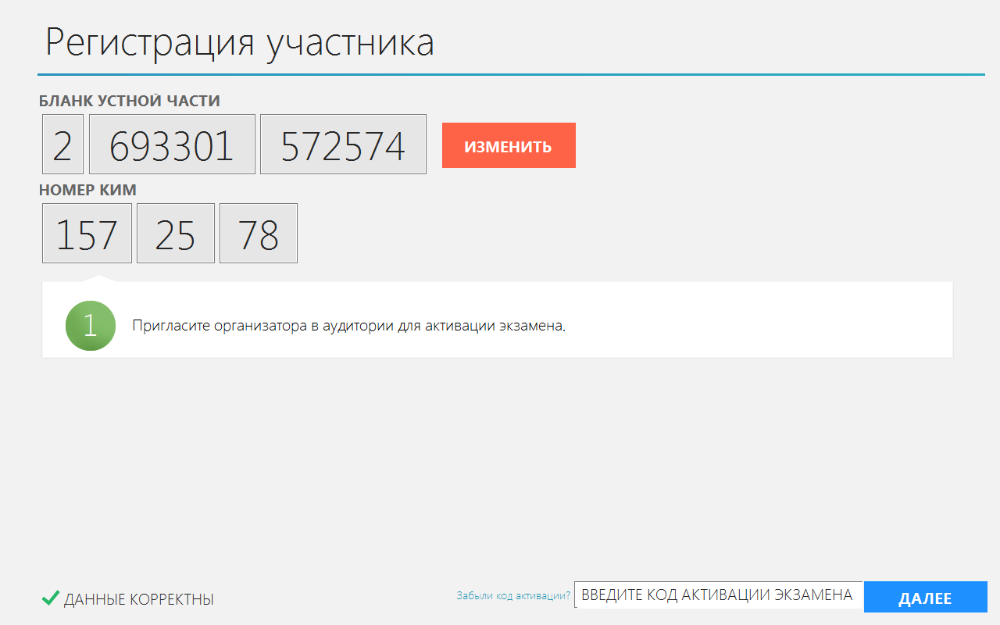 Регистрация участника
БЛАНК УСТНОЙ ЧАСТИ
2 693301 572574 ИЗМЕНИТЬ
НОМЕР КИМ
157 25 78
1 Пригласите организатора в аудитории для активации экзамена.
ДАННЫЕ КОРРЕКТНЫ Забыли код активации? ВВЕДИТЕ КОД АКТИВАЦИИ ЭКЗАМЕНА ДАЛЕЕ